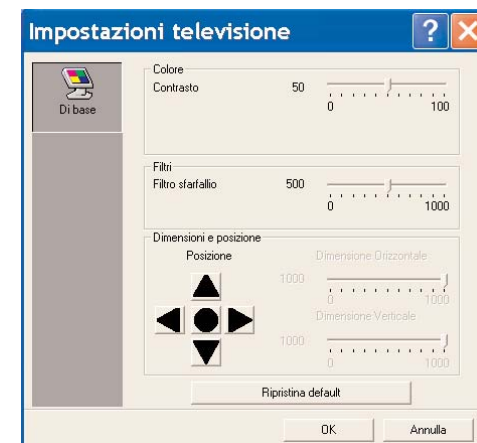 Impostazioni televisione ?
Di base
Colore
Contrasto 50
0 100
Filtri
Filtro sfarfallio 500
0 1000
Dimensioni e posizione
Posizione Dimensione Orizzontale
1000
0 1000
Dimensione Verticale
1000
0 1000
Ripristina default
OK Annulla